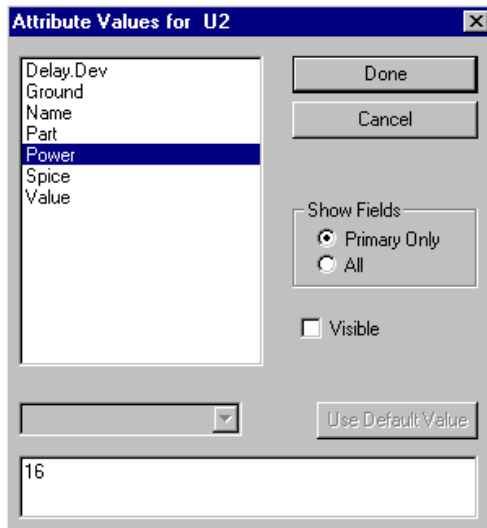 Attribute Values for U2
Delay.Dev
Ground
Name
Part
Power
Spice
Value
Done
Cancel
Show Fields
Primary Only
All
Visible
Use Default Value
16